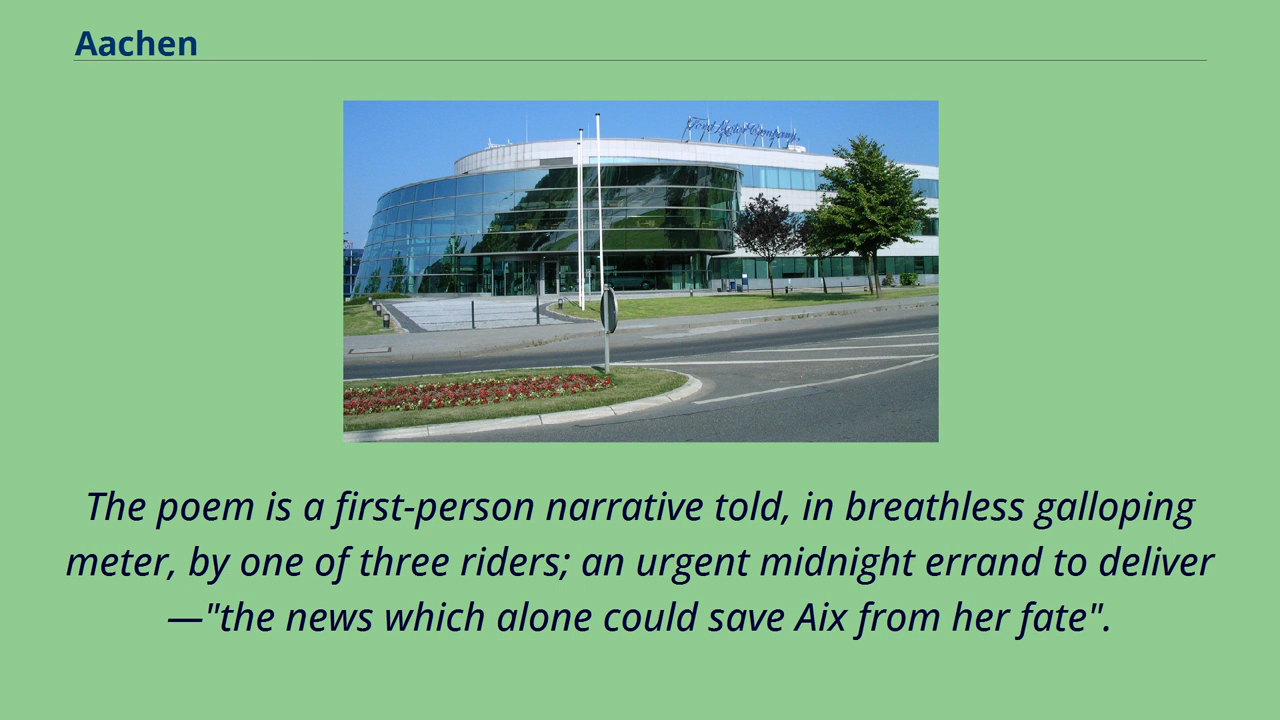 Aachen
Ford Motor Company
The poem is a first-person narrative told, in breathless galloping
meter, by one of three riders; an urgent midnight errand to deliver
—"the news which alone could save Aix from her fate".